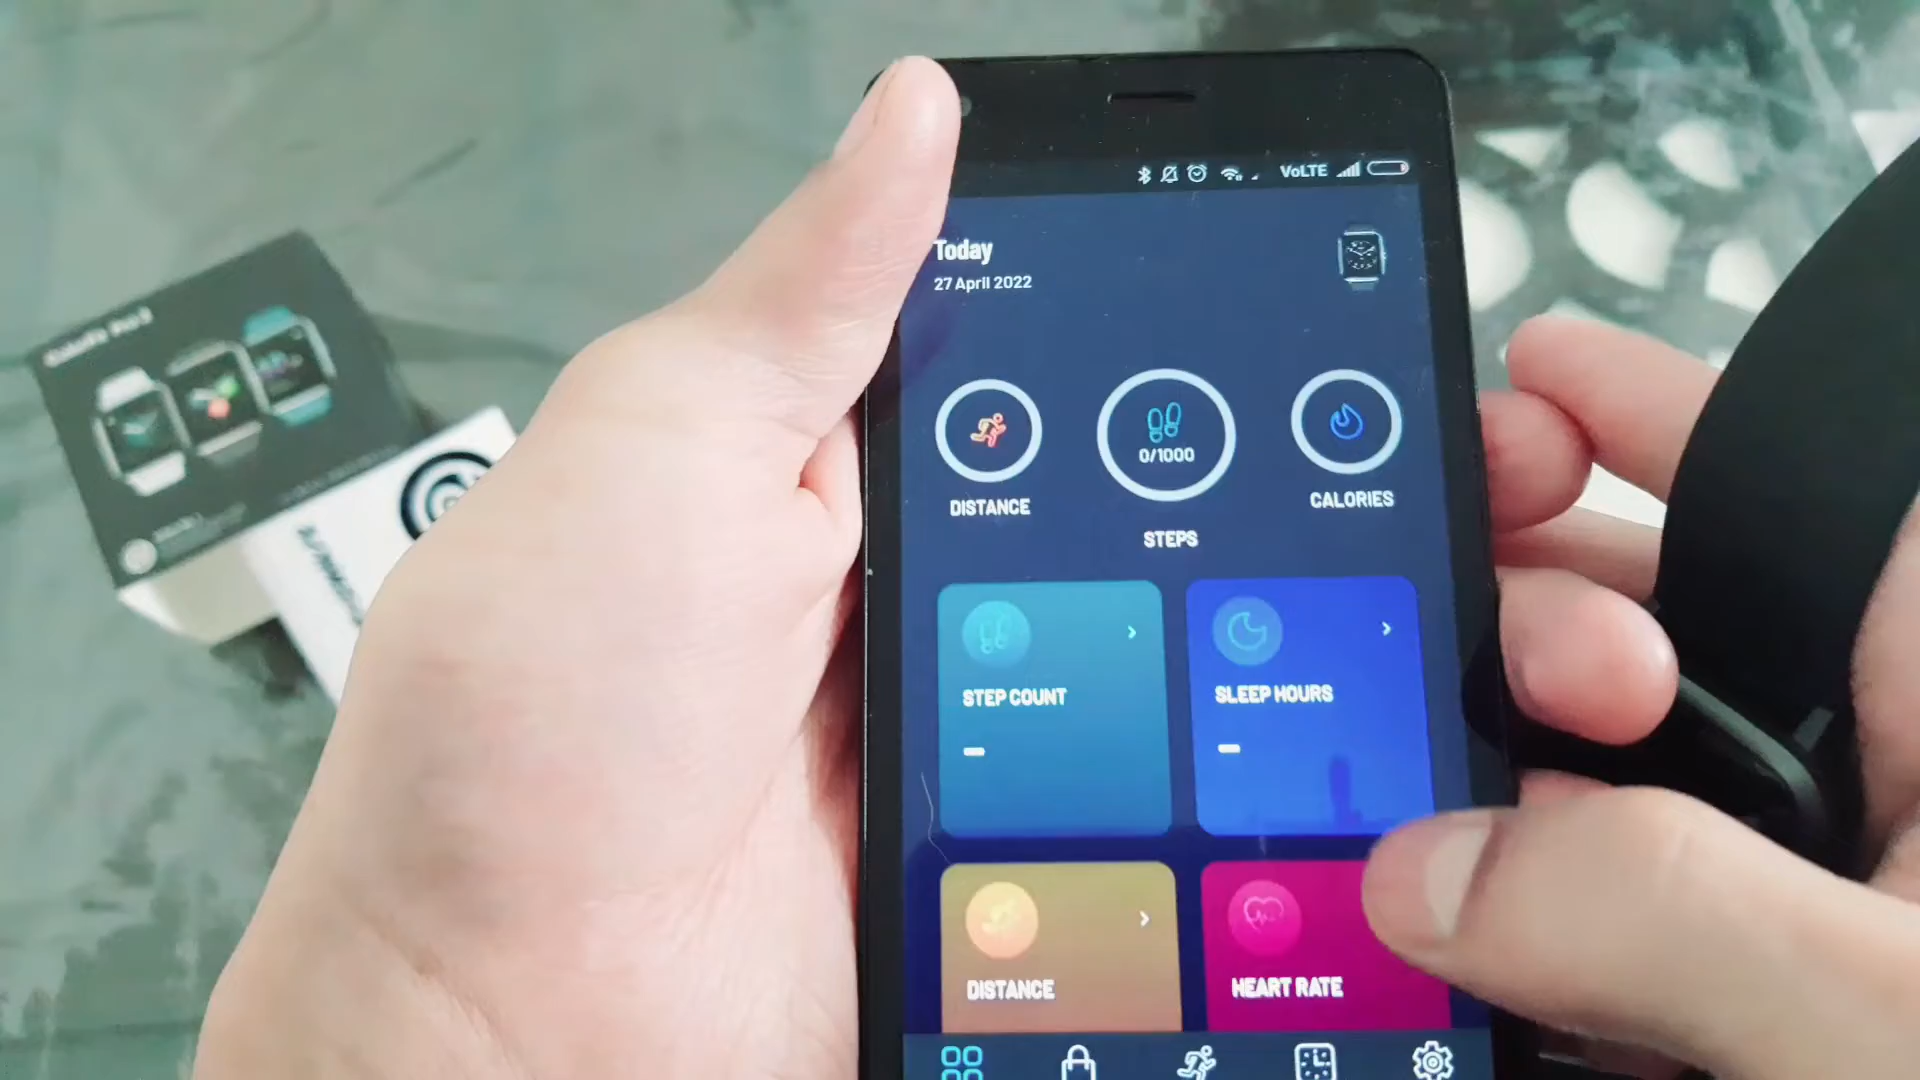 VoLTE
Today
27 April 2022
0/1000
DISTANCE
STEPS
CALORIES
STEP COUNT
SLEEP HOURS
DISTANCE
HEART RATE